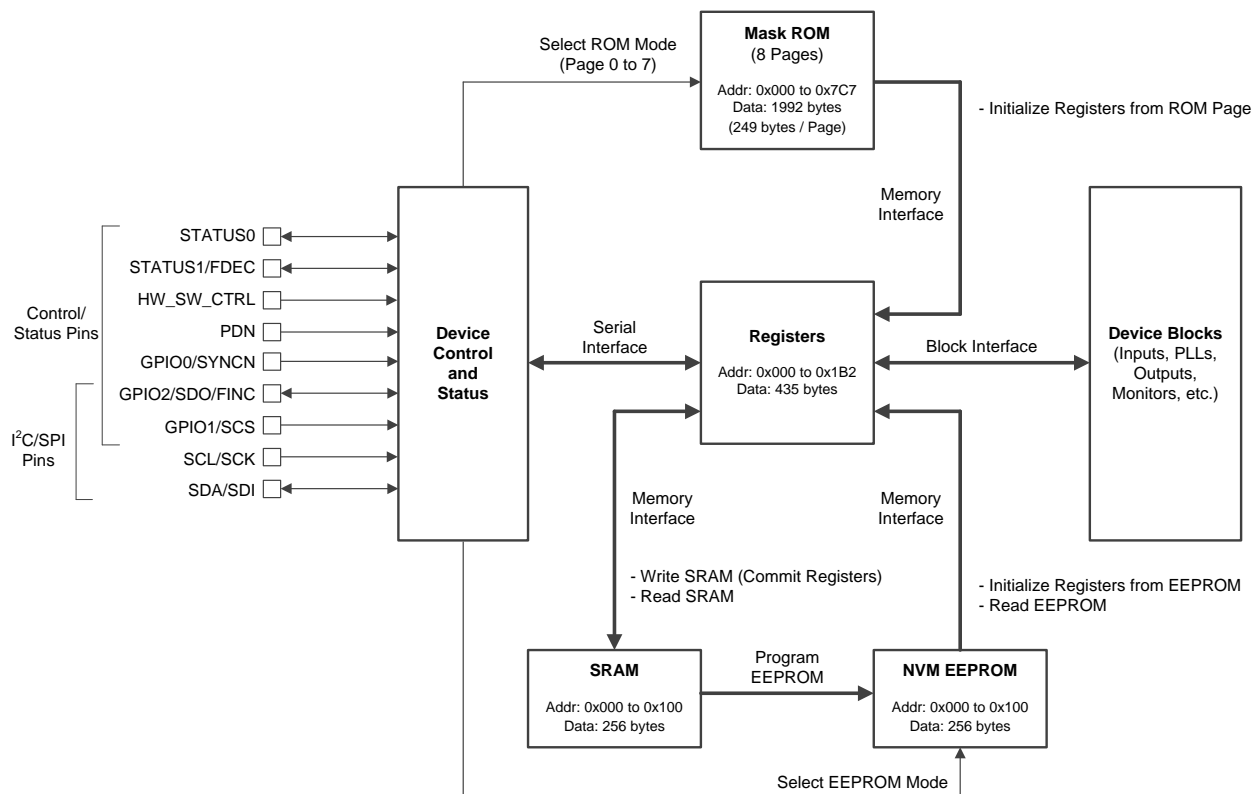 Mask ROM
(8 Pages)
Addr: 0x000 to 0x7C7
Data: 1992 bytes
(249 bytes / Page)
Select ROM Mode
(Page 0 to 7)
- Initialize Registers from ROM Page
Memory
Interface
Control/
Status Pins
I²C/SPI
Pins
STATUS0
STATUS1/FDEC
HW_SW_CTRL
PDN
GPIO0/SYNCN
GPIO2/SDO/FINC
GPIO1/SCS
SCL/SCK
SDA/SDI
Device
Control
and
Status
Serial
Interface
Registers
Addr: 0x000 to 0x1B2
Data: 435 bytes
Block Interface
Device Blocks
(Inputs, PLLs,
Outputs,
Monitors, etc.)
Memory
Interface
Memory
Interface
- Write SRAM (Commit Registers)
- Read SRAM
- Initialize Registers from EEPROM
- Read EEPROM
SRAM
Addr: 0x000 to 0x100
Data: 256 bytes
Program
EEPROM
NVM EEPROM
Addr: 0x000 to 0x100
Data: 256 bytes
Select EEPROM Mode